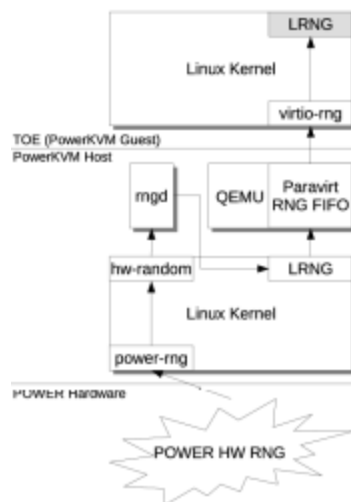 LRNG
Linux Kernel
virtio-rng
TOE (PowerKVM Guest)
PowerKVM Host
rngd
QEMU
Paravirt
RNG FIFO
hw-random
LRNG
Linux Kernel
power-rng
POWER Hardware
POWER HW RNG